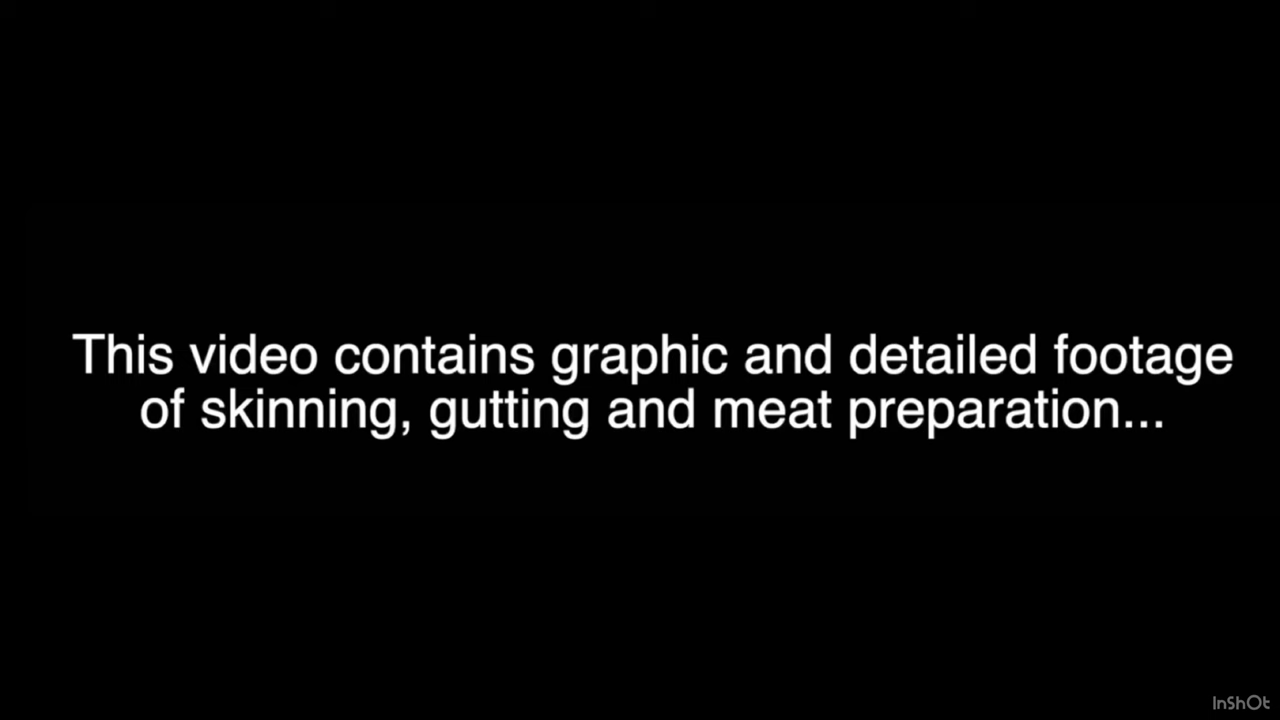 This video contains graphic and detailed footage
of skinning, gutting and meat preparation...
InShOt